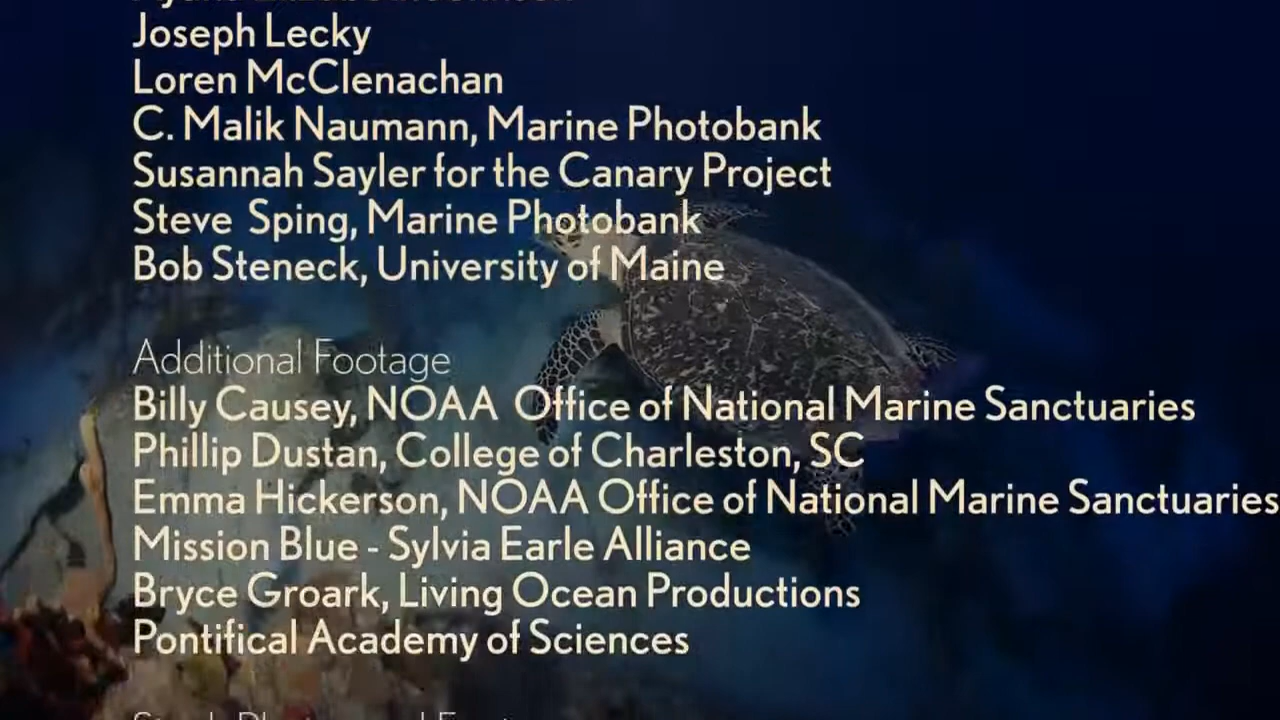 Joseph Lecky
Loren McClenachan
C. Malik Naumann, Marine Photobank
Susannah Sayler for the Canary Project
Steve Sping, Marine Photobank
Bob Steneck, University of Maine
Additional Footage
Billy Causey, NOAA Office of National Marine Sanctuaries
Phillip Dustan, College of Charleston, SC
Emma Hickerson, NOAA Office of National Marine Sanctuaries
Mission Blue - Sylvia Earle Alliance
Bryce Groark, Living Ocean Productions
Pontifical Academy of Sciences